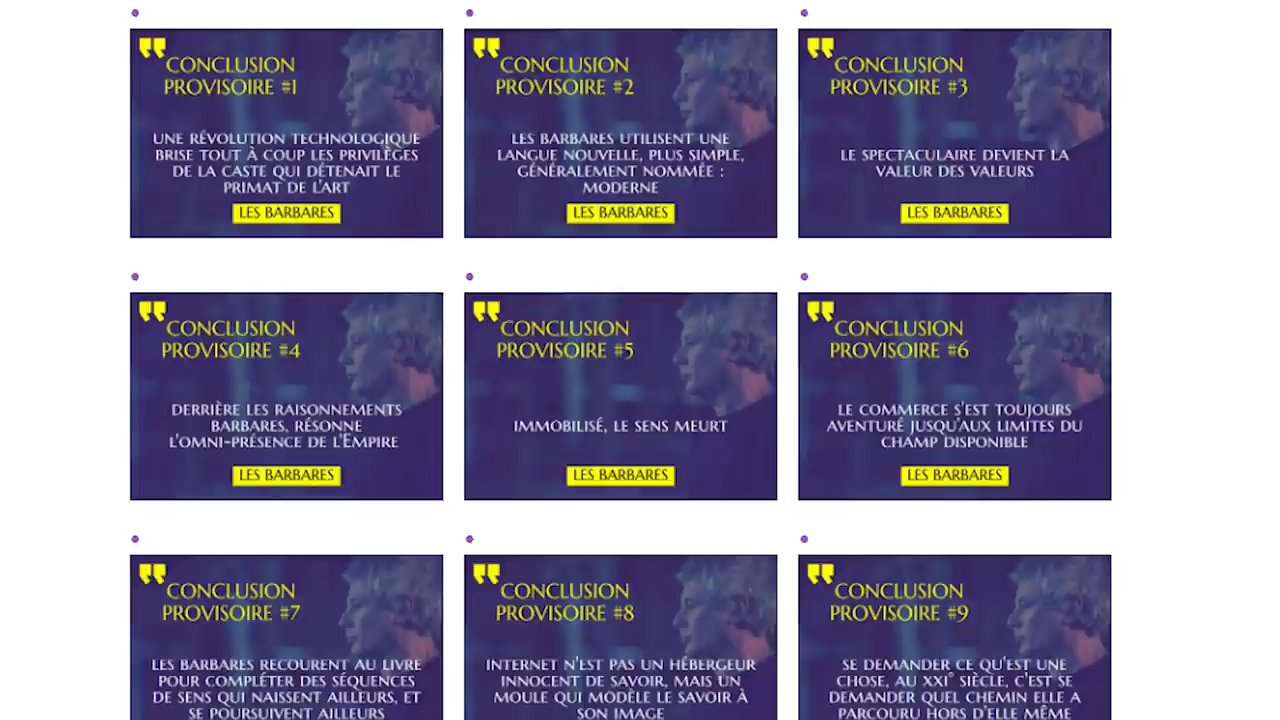 CONCLUSION
PROVISOIRE #1
UNE RÉVOLUTION TECHNOLOGIQUE
BRISE TOUT À COUP LES PRIVILÈGES
DE LA CASTE QUI DÉTENAIT LE
PRIMAT DE L'ART
LES BARBARES
CONCLUSION
PROVISOIRE #2
LES BARBARES UTILISENT UNE
LANGUE NOUVELLE, PLUS SIMPLE,
GÉNÉRALEMENT NOMMÉE :
MODERNE
LES BARBARES
CONCLUSION
PROVISOIRE #3
LE SPECTACULAIRE DEVIENT LA
VALEUR DES VALEURS
LES BARBARES
CONCLUSION
PROVISOIRE #4
DERRIÈRE LES RAISONNEMENTS
BARBARES, RÉSONNE
L'OMNI-PRÉSENCE DE L'EMPIRE
LES BARBARES
CONCLUSION
PROVISOIRE #5
IMMOBILISÉ, LE SENS MEURT
LES BARBARES
CONCLUSION
PROVISOIRE #6
LE COMMERCE S'EST TOUJOURS
AVENTURÉ JUSQU'AUX LIMITES DU
CHAMP DISPONIBLE
LES BARBARES
CONCLUSION
PROVISOIRE #7
LES BARBARES RECOURENT AU LIVRE
POUR COMPLÉTER DES SÉQUENCES
DE SENS QUI NAISSENT AILLEURS, ET
SE POURSUIVENT AILLEURS
CONCLUSION
PROVISOIRE #8
INTERNET N'EST PAS UN HÉBERGEUR
INNOCENT DE SAVOIR, MAIS UN
MOULE QUI MODÈLE LE SAVOIR À
SON IMAGE
CONCLUSION
PROVISOIRE #9
SE DEMANDER CE QU'EST UNE
CHOSE, AU XXI° SIÈCLE, C'EST SE
DEMANDER QUEL CHEMIN ELLE A
PARCOURU HORS D'ELLE MÊME